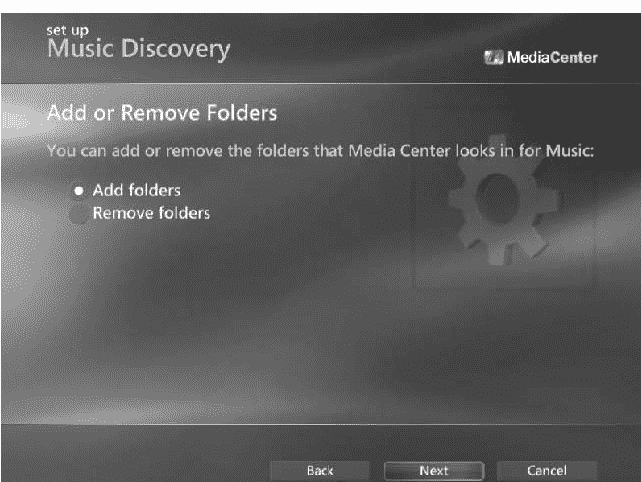 set up
Music Discovery
MediaCenter
Add or Remove Folders
You can add or remove the folders that Media Center looks in for Music:
Add folders
Remove folders
Back Next Cancel